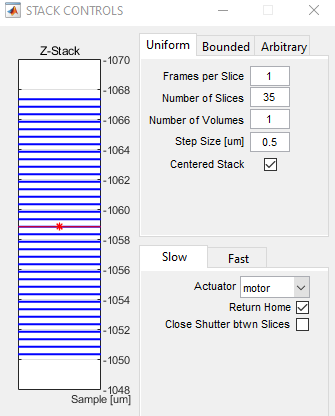 STACK CONTROLS
Z-Stack
-1070
-1068
-1066
-1064
-1062
-1060
-1058
-1056
-1054
-1052
-1050
-1048
Sample [um]
Uniform Bounded Arbitrary
Frames per Slice 1
Number of Slices 35
Number of Volumes 1
Step Size [um] 0.5
Centered Stack
Slow Fast
Actuator motor
Return Home
Close Shutter btwn Slices